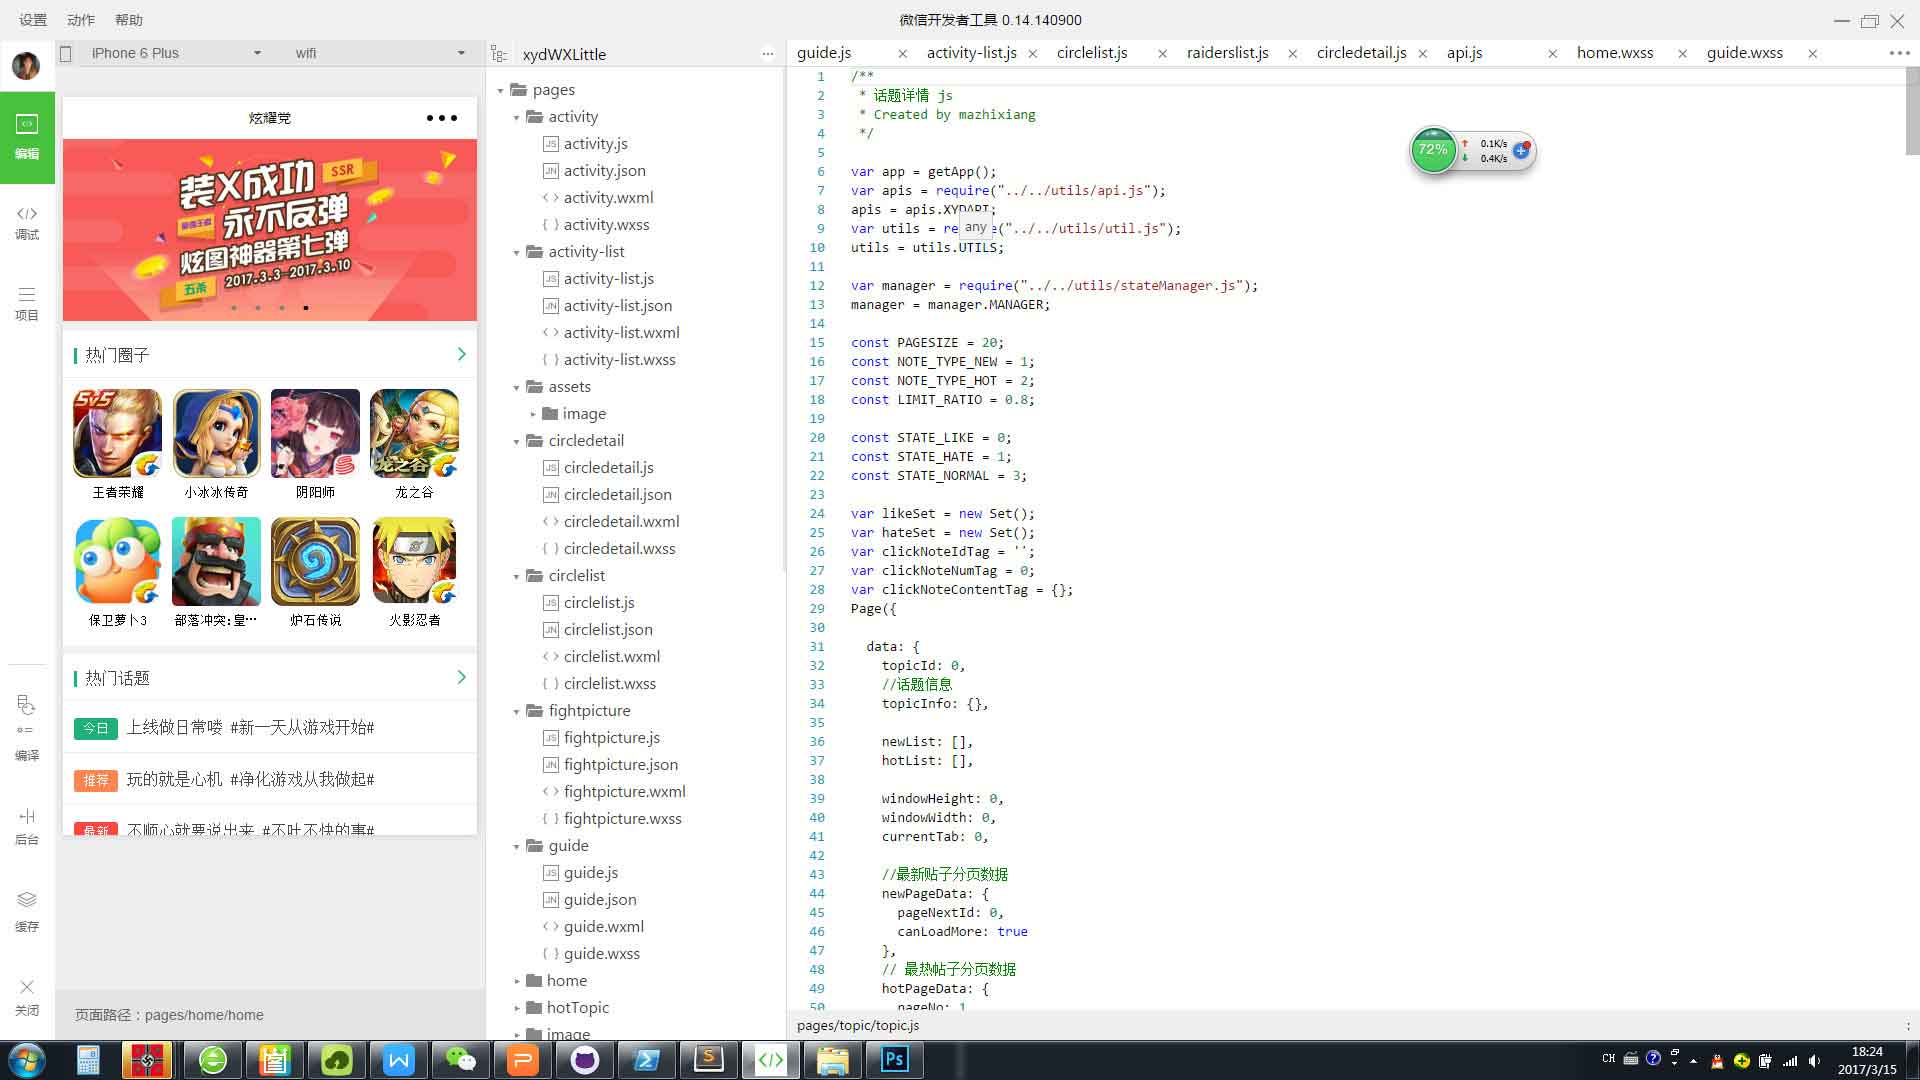 设置 动作 帮助
微信开发者工具 0.14.140900
iPhone 6 Plus
wifi
编辑
调试
项目
编译
后台
缓存
关闭
炫耀党
装X成功
SSR
最强王者
永不反弹
炫图神器第七弹
五杀
2017.3.3-2017.3.10
热门圈子
5v5
王者荣耀
小冰冰传奇
阴阳师
龙之谷
龙之谷
保卫萝卜3
部落冲突:皇…
炉石传说
火影忍者
热门话题
今日 上线做日常喽 #新一天从游戏开始#
推荐 玩的就是心机 #净化游戏从我做起#
最新 不顺心就要说出来 #不吐不快的事#
页面路径：pages/home/home
xydWXLittle
pages
activity
JS activity.js
JN activity.json
<> activity.wxml
{ } activity.wxss
activity-list
JS activity-list.js
JN activity-list.json
<> activity-list.wxml
{ } activity-list.wxss
assets
image
circledetail
JS circledetail.js
JN circledetail.json
<> circledetail.wxml
{ } circledetail.wxss
circlelist
JS circlelist.js
JN circlelist.json
<> circlelist.wxml
{ } circlelist.wxss
fightpicture
JS fightpicture.js
JN fightpicture.json
<> fightpicture.wxml
{ } fightpicture.wxss
guide
JS guide.js
JN guide.json
<> guide.wxml
{ } guide.wxss
home
hotTopic
image
guide.js × activity-list.js × circlelist.js × raiderslist.js × circledetail.js × api.js × home.wxss × guide.wxss ×
1 /**
2 * 话题详情 js
3 * Created by mazhixiang
4 */
5
6 var app = getApp();
7 var apis = require("../../utils/api.js");
8 apis = apis.XYDAPI;
any
9 var utils = re e("../../utils/util.js");
10 utils = utils.UTILS;
11
12 var manager = require("../../utils/stateManager.js");
13 manager = manager.MANAGER;
14
15 const PAGESIZE = 20;
16 const NOTE_TYPE_NEW = 1;
17 const NOTE_TYPE_HOT = 2;
18 const LIMIT_RATIO = 0.8;
19
20 const STATE_LIKE = 0;
21 const STATE_HATE = 1;
22 const STATE_NORMAL = 3;
23
24 var likeSet = new Set();
25 var hateSet = new Set();
26 var clickNoteIdTag = '';
27 var clickNoteNumTag = 0;
28 var clickNoteContentTag = {};
29 Page({
30
31 data: {
32 topicId: 0,
33 //话题信息
34 topicInfo: {},
35
36 newList: [],
37 hotList: [],
38
39 windowHeight: 0,
40 windowWidth: 0,
41 currentTab: 0,
42
43 //最新贴子分页数据
44 newPageData: {
45 pageNextId: 0,
46 canLoadMore: true
47 },
48 // 最热帖子分页数据
49 hotPageData: {
50 pageNo: 1
72%
0.1K/s
0.4K/s
pages/topic/topic.js
W
P
S
</>
Ps
CH
18:24
2017/3/15